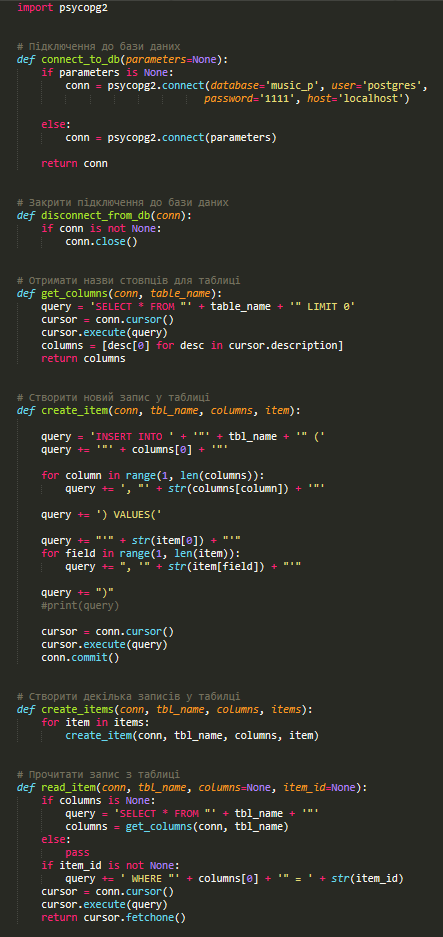 import psycopg2
# Підключення до бази даних
def connect_to_db(parameters=None):
    if parameters is None:
        conn = psycopg2.connect(database='music_p', user='postgres',
                                password='1111', host='localhost')
    else:
        conn = psycopg2.connect(parameters)
    return conn
# Закрити підключення до бази даних
def disconnect_from_db(conn):
    if conn is not None:
        conn.close()
# Отримати назви стовпців для таблиці
def get_columns(conn, table_name):
    query = 'SELECT * FROM "' + table_name + '" LIMIT 0'
    cursor = conn.cursor()
    cursor.execute(query)
    columns = [desc[0] for desc in cursor.description]
    return columns
# Створити новий запис у таблиці
def create_item(conn, tbl_name, columns, item):
    query = 'INSERT INTO ' + '"' + tbl_name + '" ('
    query += '"' + columns[0] + '"'
    for column in range(1, len(columns)):
        query += ', "' + str(columns[column]) + '"'
    query += ') VALUES('
    query += "'" + str(item[0]) + "'"
    for field in range(1, len(item)):
        query += ", '" + str(item[field]) + "'"
    query += ")"
    #print(query)
    cursor = conn.cursor()
    cursor.execute(query)
    conn.commit()
# Створити декілька записів у табилці
def create_items(conn, tbl_name, columns, items):
    for item in items:
        create_item(conn, tbl_name, columns, item)
# Прочитати запис з таблиці
def read_item(conn, tbl_name, columns=None, item_id=None):
    if columns is None:
        query = 'SELECT * FROM "' + tbl_name + '"'
        columns = get_columns(conn, tbl_name)
    else:
        pass
    if item_id is not None:
        query += ' WHERE "' + columns[0] + '" = ' + str(item_id)
    cursor = conn.cursor()
    cursor.execute(query)
    return cursor.fetchone()